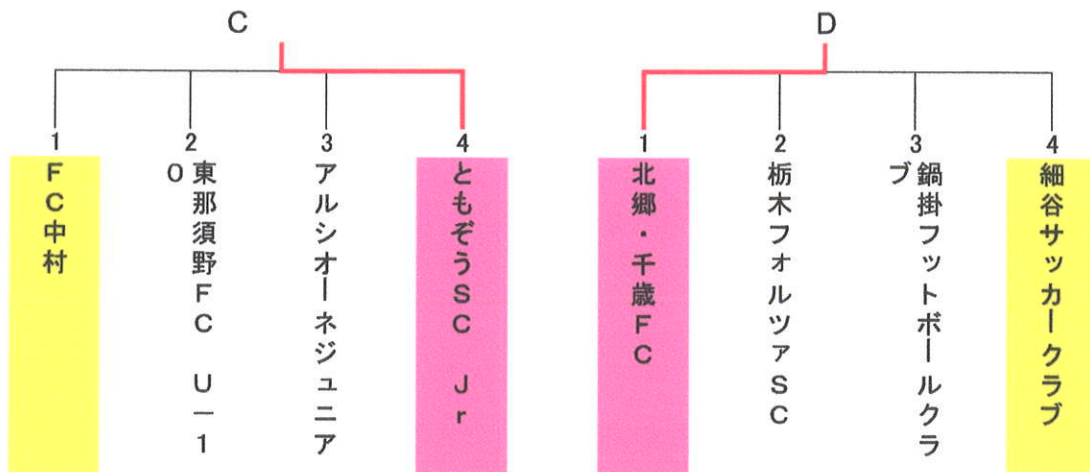 C
1
FC中村
2
東那須野FC U-1
0
3
アルシオーネジュニア
4
ともぞうSC Jr
D
1
北郷・千歳FC
2
栃木フォルツァSC
3
鍋掛フットボールクラ
ブ
4
細谷サッカークラブ